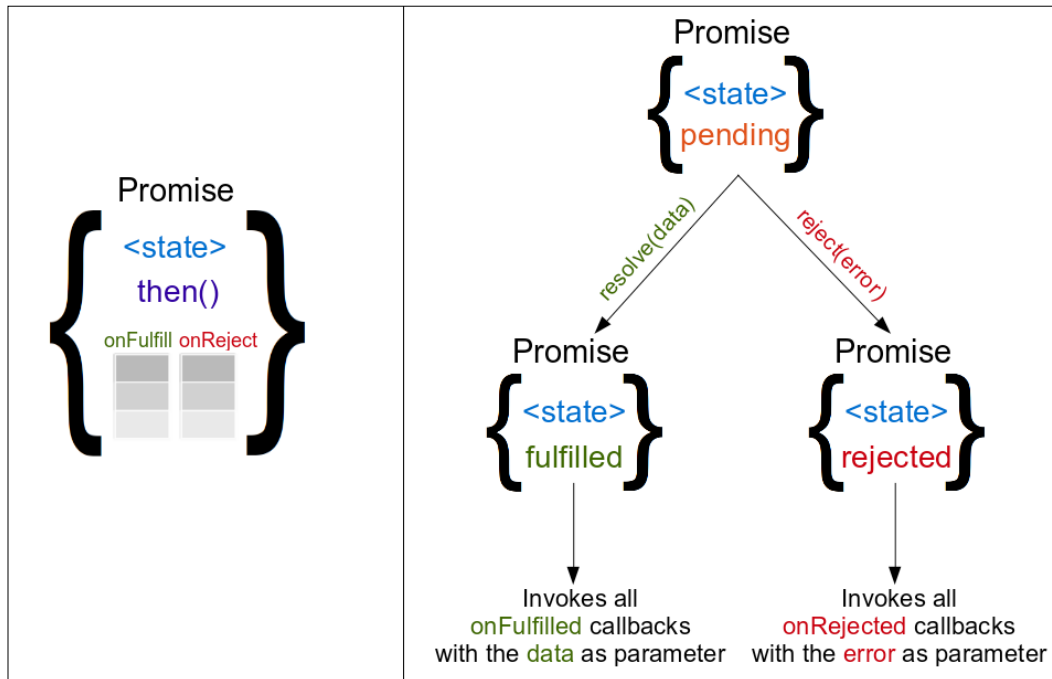 Promise
<state>
then()
onFulfill onReject
Promise
<state>
pending
resolve(data)
reject(error)
Promise
<state>
fulfilled
Invokes all
onFulfilled callbacks
with the data as parameter
Promise
<state>
rejected
Invokes all
onRejected callbacks
with the error as parameter